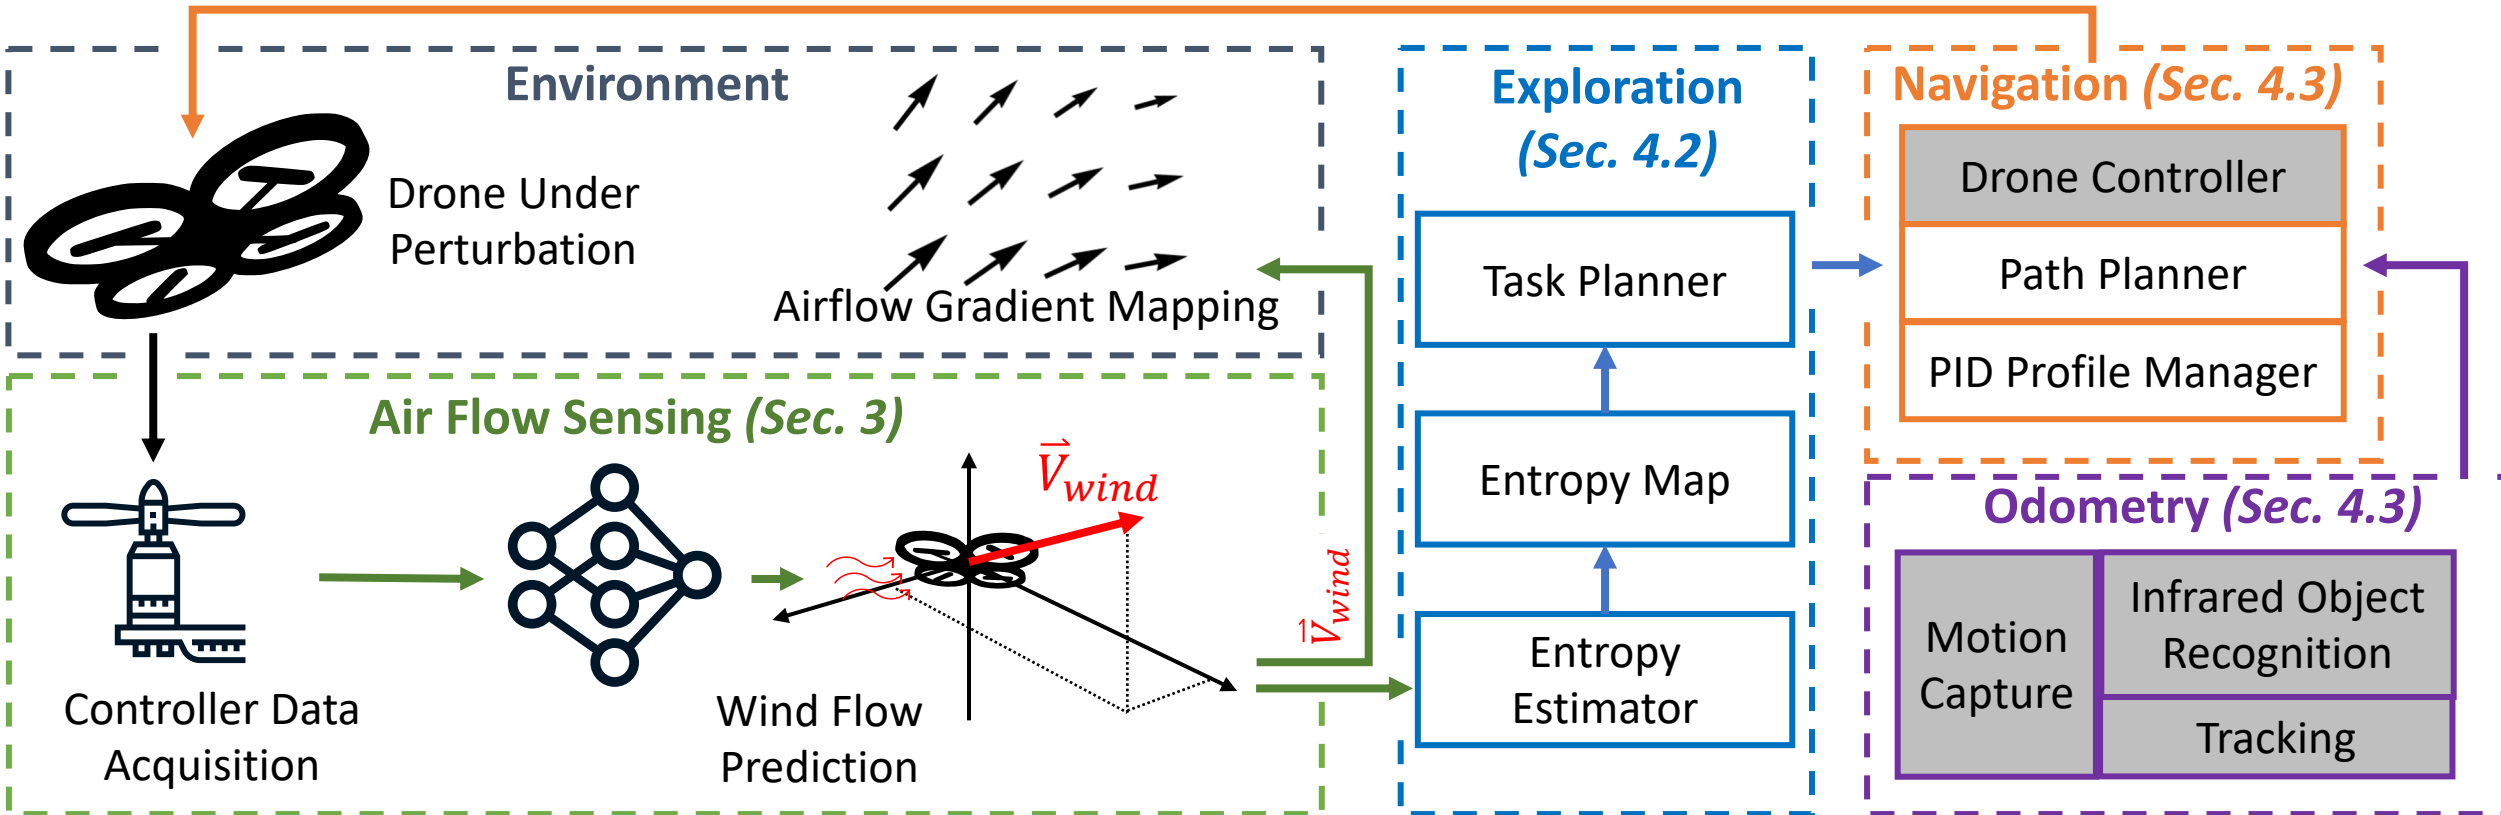 Environment
Drone Under
Perturbation
Airflow Gradient Mapping
Air Flow Sensing (Sec. 3)
Controller Data
Acquisition
Wind Flow
Prediction
V⃗wind
V⃗wind
Exploration
(Sec. 4.2)
Task Planner
Entropy Map
Entropy
Estimator
Navigation (Sec. 4.3)
Drone Controller
Path Planner
PID Profile Manager
Odometry (Sec. 4.3)
Motion
Capture
Infrared Object
Recognition
Tracking